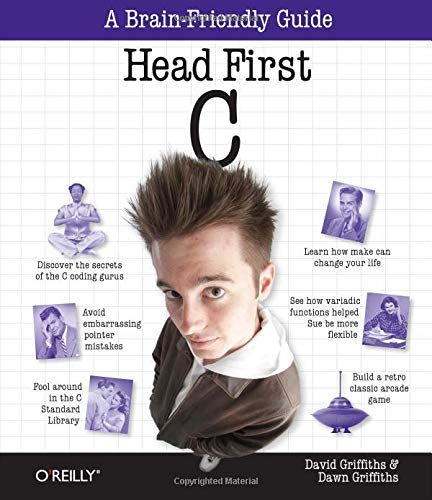 A Brain-Friendly Guide
Head First
C
Discover the secrets
of the C coding gurus
Learn how make can
change your life
Avoid
embarrassing
pointer
mistakes
See how variadic
functions helped
Sue be more
flexible
Fool around
in the C
Standard
Library
Build a retro
classic arcade
game
O'REILLY®
David Griffiths &
Dawn Griffiths
Copyrighted Material